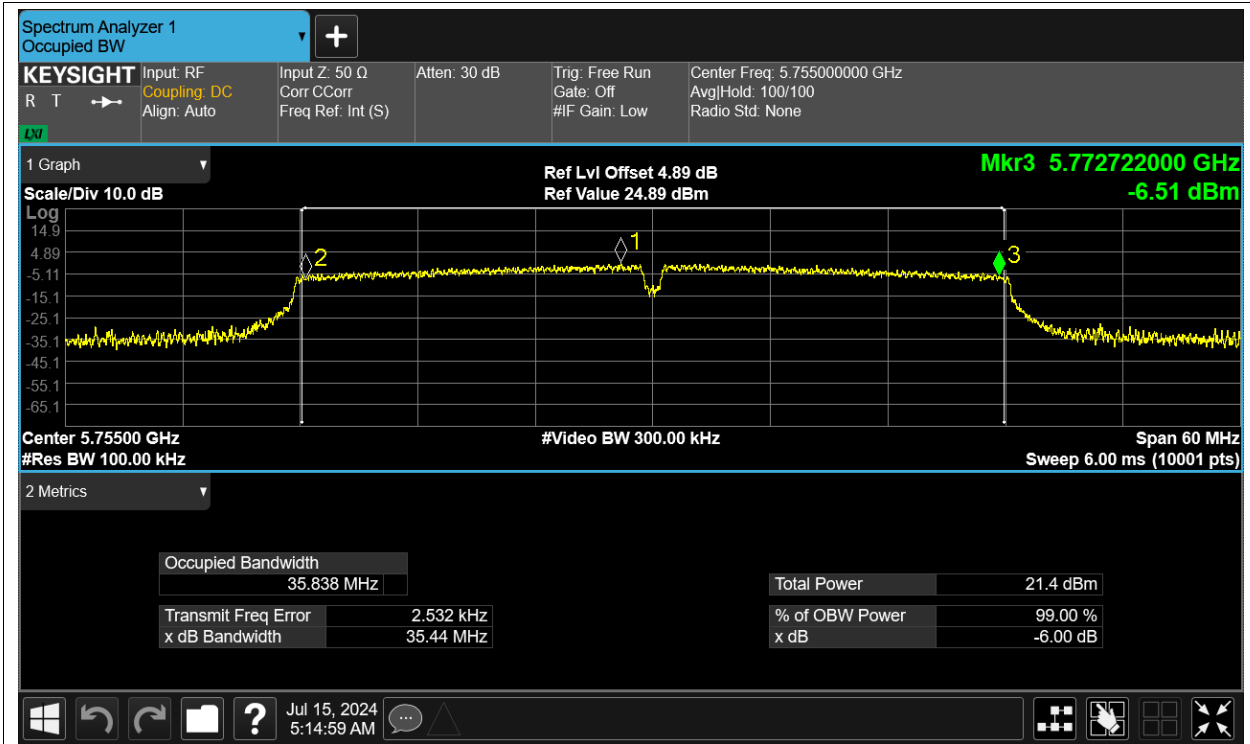 Spectrum Analyzer 1
Occupied BW
KEYSIGHT
R T
LXI
Input: RF
Coupling: DC
Align: Auto
Input Z: 50 Ω
Corr CCorr
Freq Ref: Int (S)
Atten: 30 dB
Trig: Free Run
Gate: Off
#IF Gain: Low
Center Freq: 5.755000000 GHz
Avg|Hold: 100/100
Radio Std: None
1 Graph
Scale/Div 10.0 dB
Ref Lvl Offset 4.89 dB
Ref Value 24.89 dBm
Mkr3 5.772722000 GHz
-6.51 dBm
Log
14.9
4.89
-5.11
-15.1
-25.1
-35.1
-45.1
-55.1
-65.1
2
1
3
Center 5.75500 GHz
#Res BW 100.00 kHz
#Video BW 300.00 kHz
Span 60 MHz
Sweep 6.00 ms (10001 pts)
2 Metrics
Occupied Bandwidth
35.838 MHz
Transmit Freq Error 2.532 kHz
x dB Bandwidth 35.44 MHz
Total Power 21.4 dBm
% of OBW Power 99.00 %
x dB -6.00 dB
?
Jul 15, 2024
5:14:59 AM